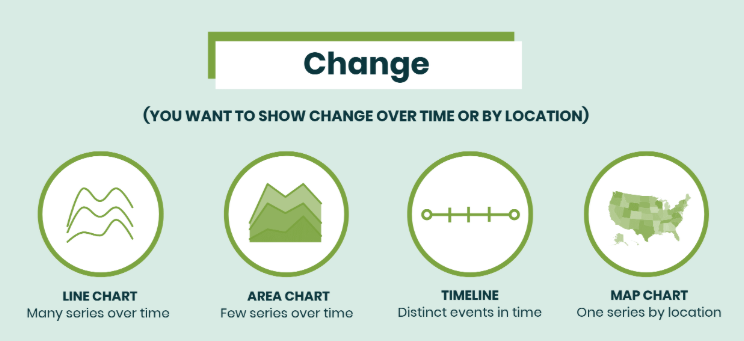 Change
(YOU WANT TO SHOW CHANGE OVER TIME OR BY LOCATION)
LINE CHART
Many series over time
AREA CHART
Few series over time
TIMELINE
Distinct events in time
MAP CHART
One series by location